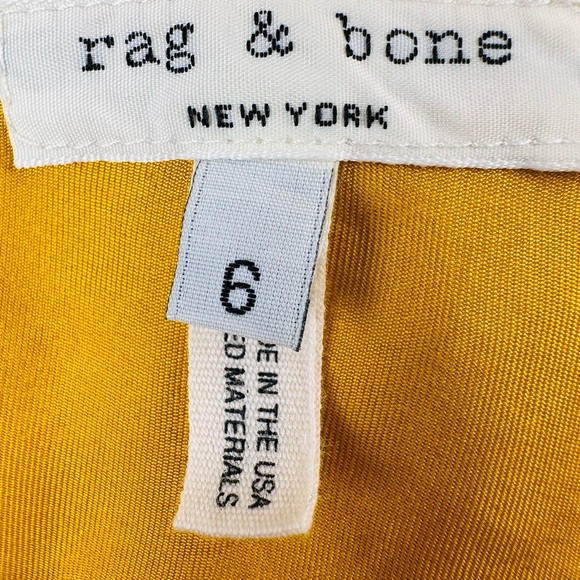 rag & bone
NEW YORK
6
IN THE USA
MATERIALS